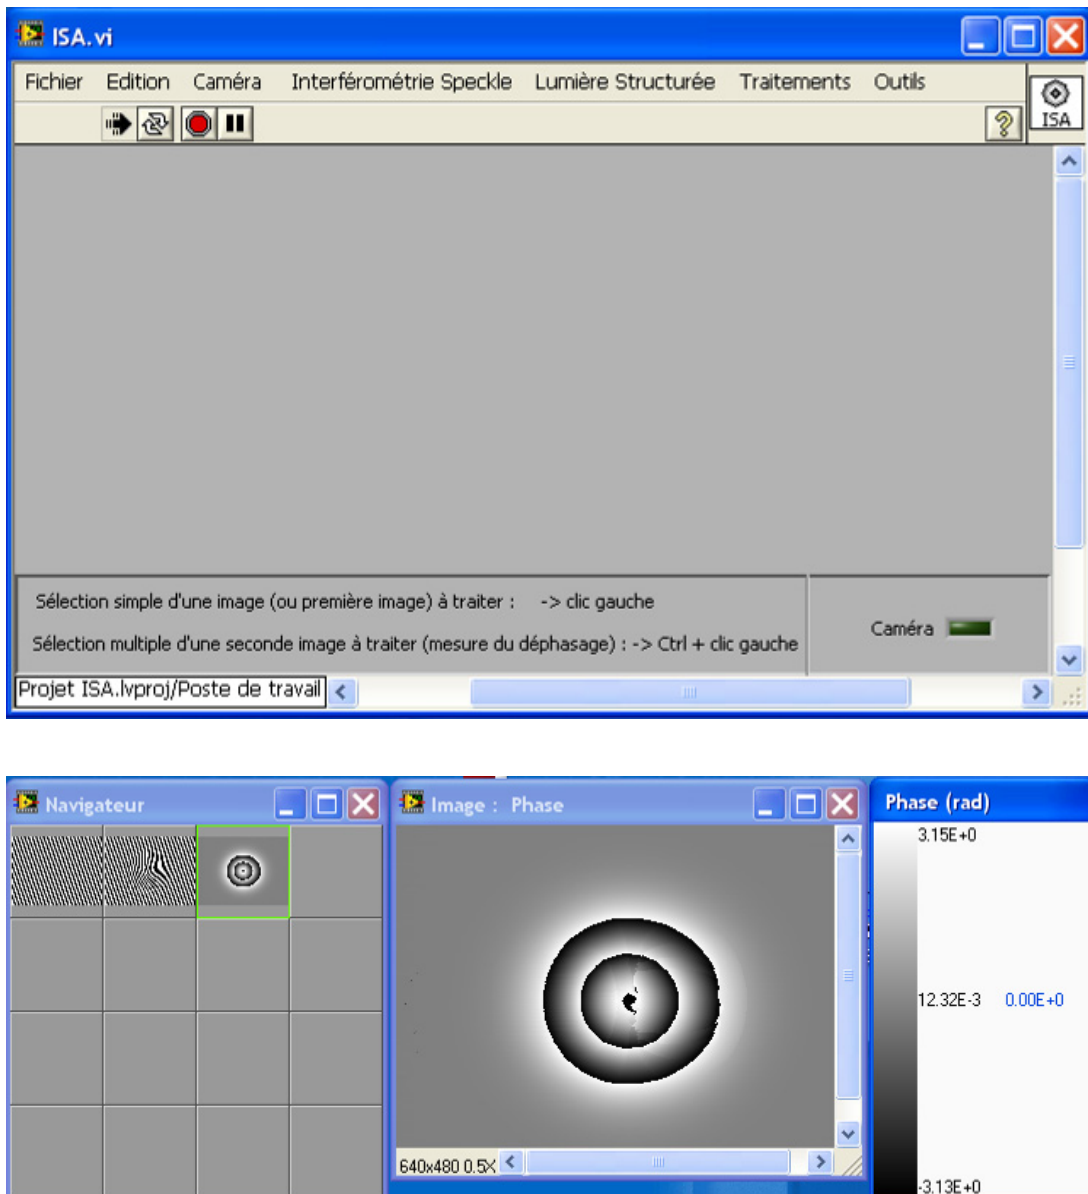 ISA.vi
Fichier Edition Caméra Interférométrie Speckle Lumière Structurée Traitements Outils
ISA
Sélection simple d'une image (ou première image) à traiter : -> clic gauche
Sélection multiple d'une seconde image à traiter (mesure du déphasage) : -> Ctrl + clic gauche
Caméra
Projet ISA.lvproj/Poste de travail
Navigateur
Image : Phase
Phase (rad)
3.15E+0
12.32E-3 0.00E+0
640x480 0.5X
-3.13E+0